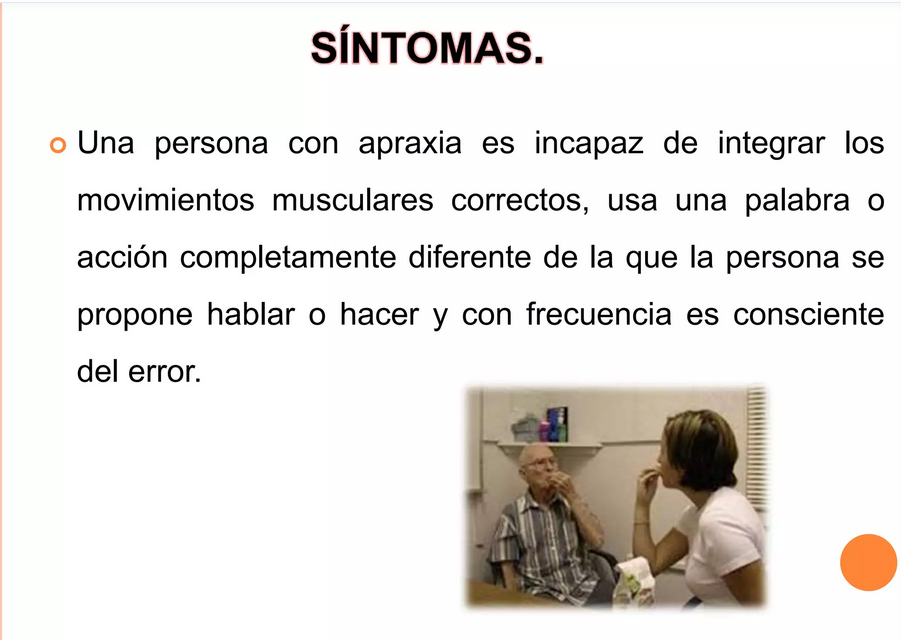 SÍNTOMAS.
Una persona con apraxia es incapaz de integrar los
movimientos musculares correctos, usa una palabra o
acción completamente diferente de la que la persona se
propone hablar o hacer y con frecuencia es consciente
del error.